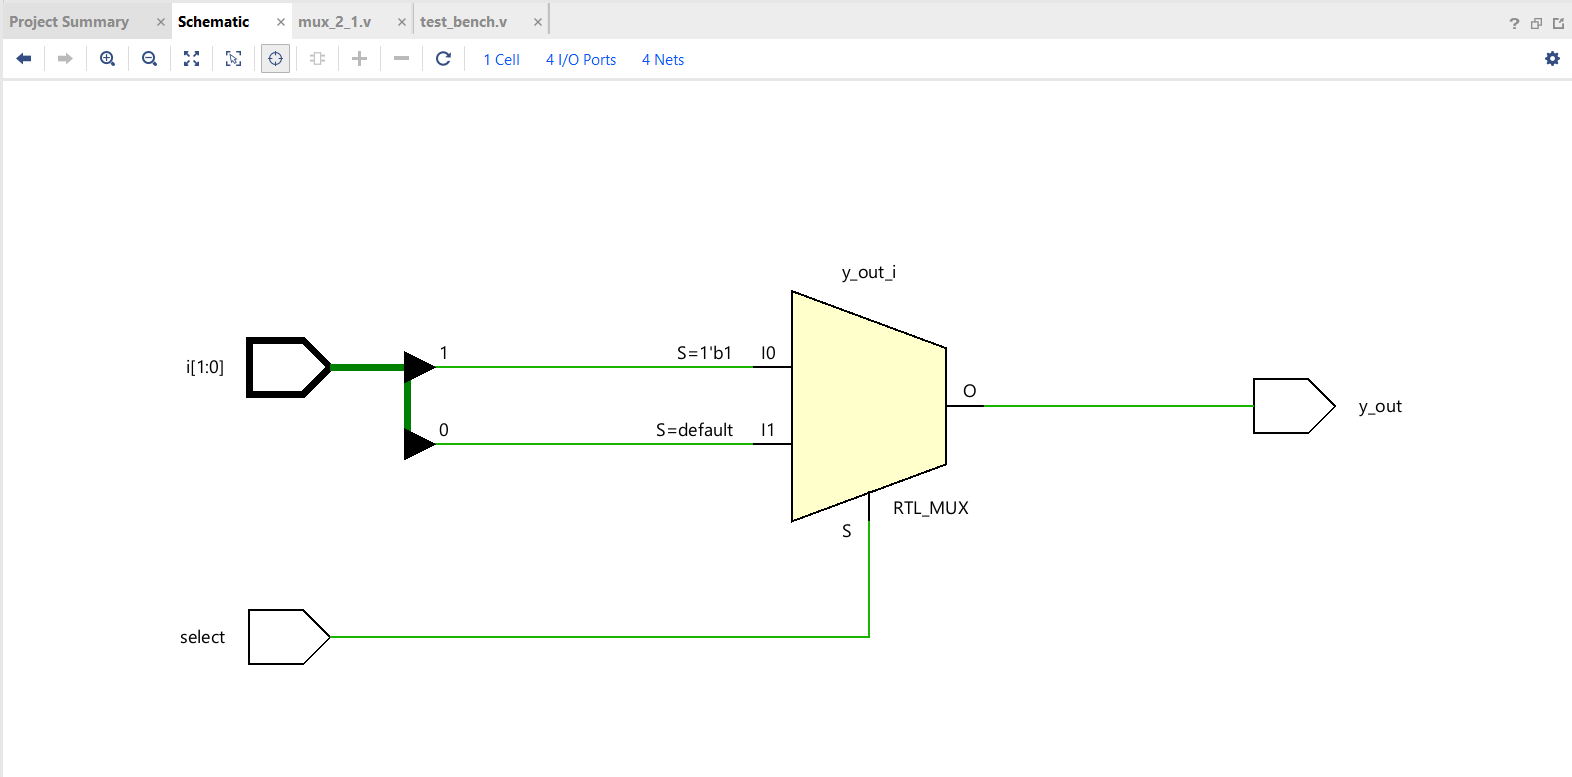 Project Summary × Schematic × mux_2_1.v × test_bench.v ×
?
1 Cell 4 I/O Ports 4 Nets
y_out_i
i[1:0] 1 S=1'b1 I0
O
y_out
0 S=default I1
RTL_MUX
S
select